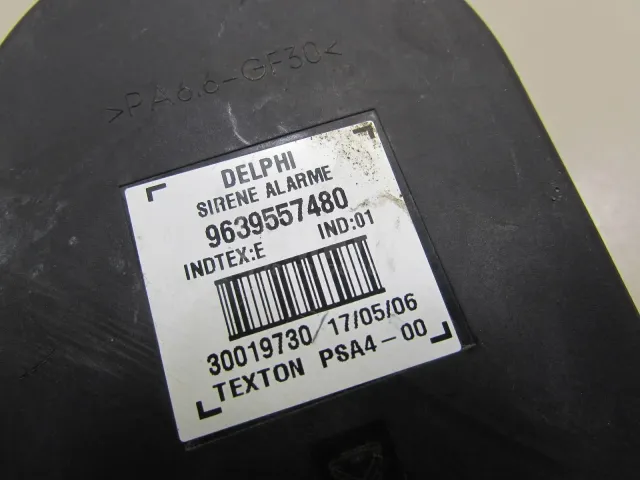 >PA6.6-GF30<
DELPHI
SIRENE ALARME
9639557480
INDTEX:E IND:01
30019730 17/05/06
TEXTON PSA4-00